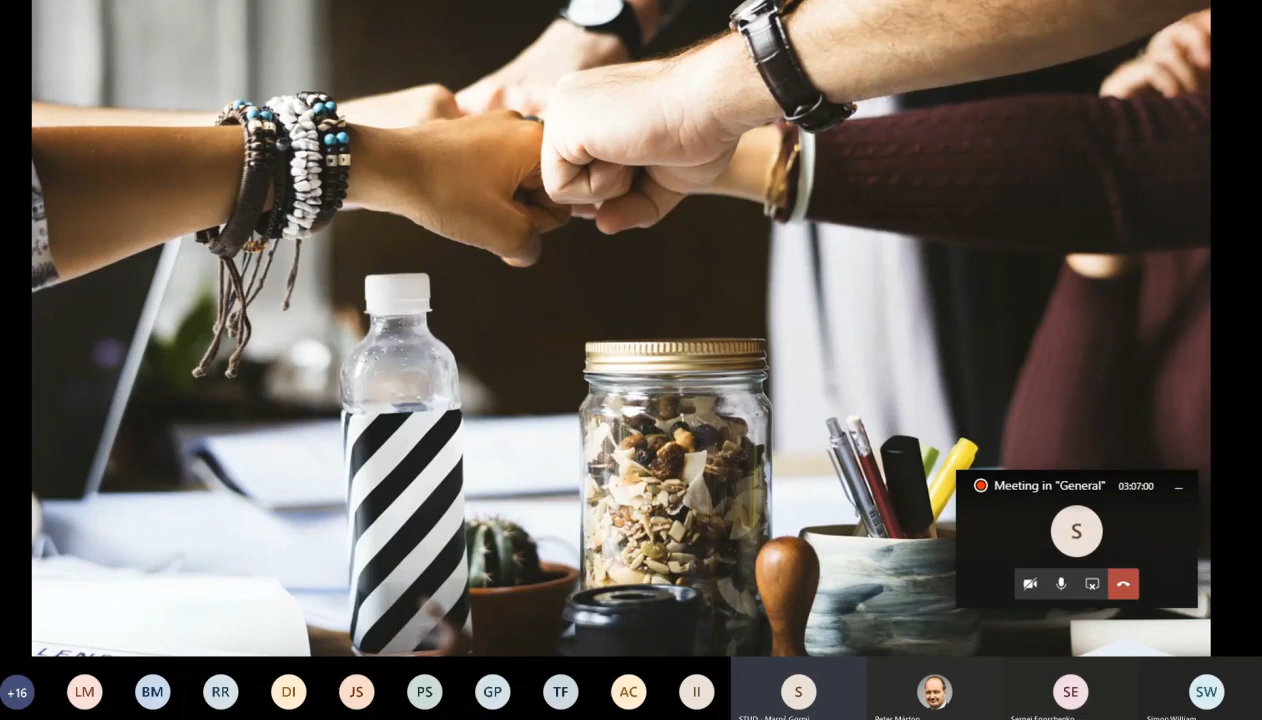 Meeting in "General" 03:07:00
S
+16 LM BM RR DI JS PS GP TF AC II S SE SW